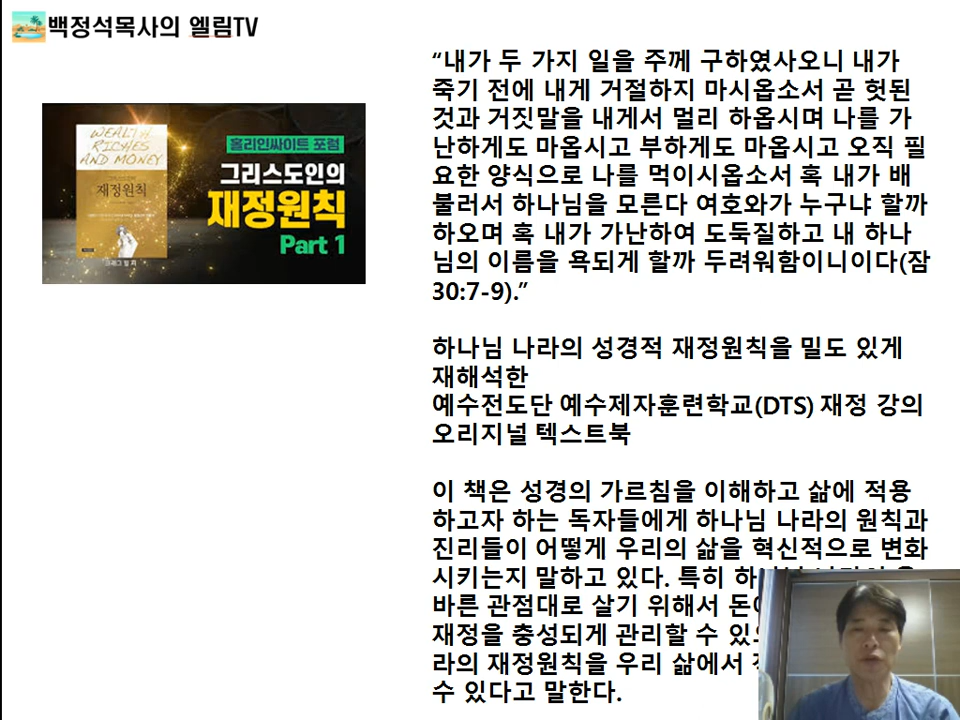 백정석목사의 엘림TV
WEALTH,
RICHES
AND MONEY
그리스도인의
재정원칙
크레그 힐 저
홀리인싸이트 포럼
그리스도인의
재정원칙
Part 1
“내가 두 가지 일을 주께 구하였사오니 내가
죽기 전에 내게 거절하지 마시옵소서 곧 헛된
것과 거짓말을 내게서 멀리 하옵시며 나를 가
난하게도 마옵시고 부하게도 마옵시고 오직 필
요한 양식으로 나를 먹이시옵소서 혹 내가 배
불러서 하나님을 모른다 여호와가 누구냐 할까
하오며 혹 내가 가난하여 도둑질하고 내 하나
님의 이름을 욕되게 할까 두려워함이니이다(잠
30:7-9).”
하나님 나라의 성경적 재정원칙을 밀도 있게
재해석한
예수전도단 예수제자훈련학교(DTS) 재정 강의
오리지널 텍스트북
이 책은 성경의 가르침을 이해하고 삶에 적용
하고자 하는 독자들에게 하나님 나라의 원칙과
진리들이 어떻게 우리의 삶을 혁신적으로 변화
시키는지 말하고 있다. 특히
바른 관점대로 살기 위해서
재정을 충성되게 관리할 수
라의 재정원칙을 우리 삶에서
수 있다고 말한다.